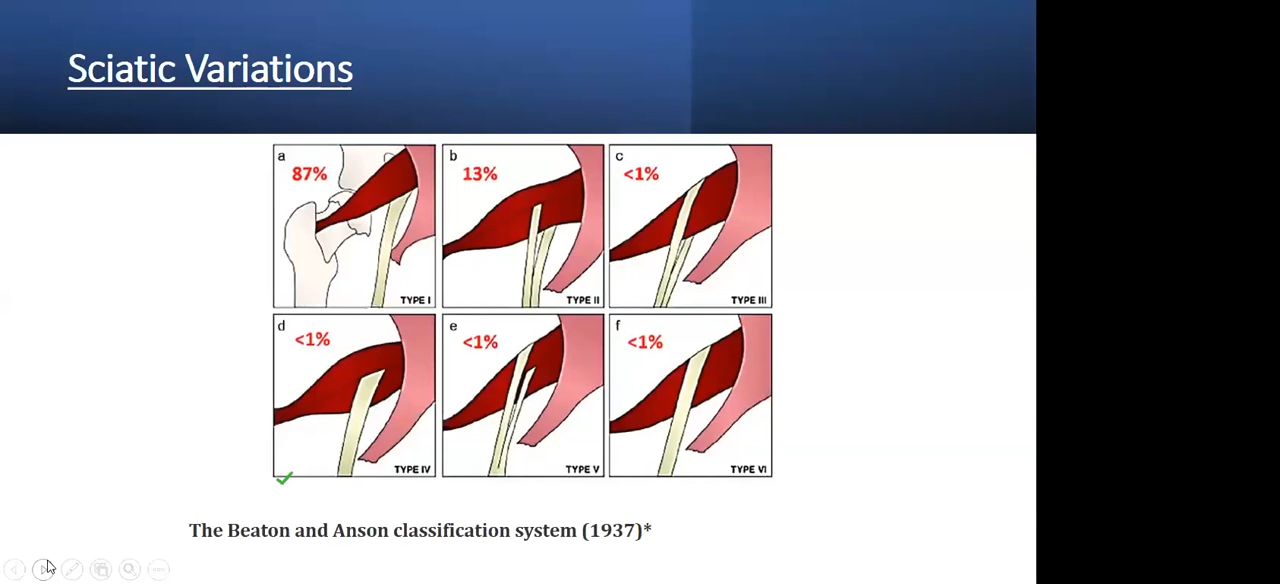 Sciatic Variations
a
87%
TYPE I
b
13%
TYPE II
c
<1%
TYPE III
d
<1%
TYPE IV
e
<1%
TYPE V
f
<1%
TYPE VI
The Beaton and Anson classification system (1937)*